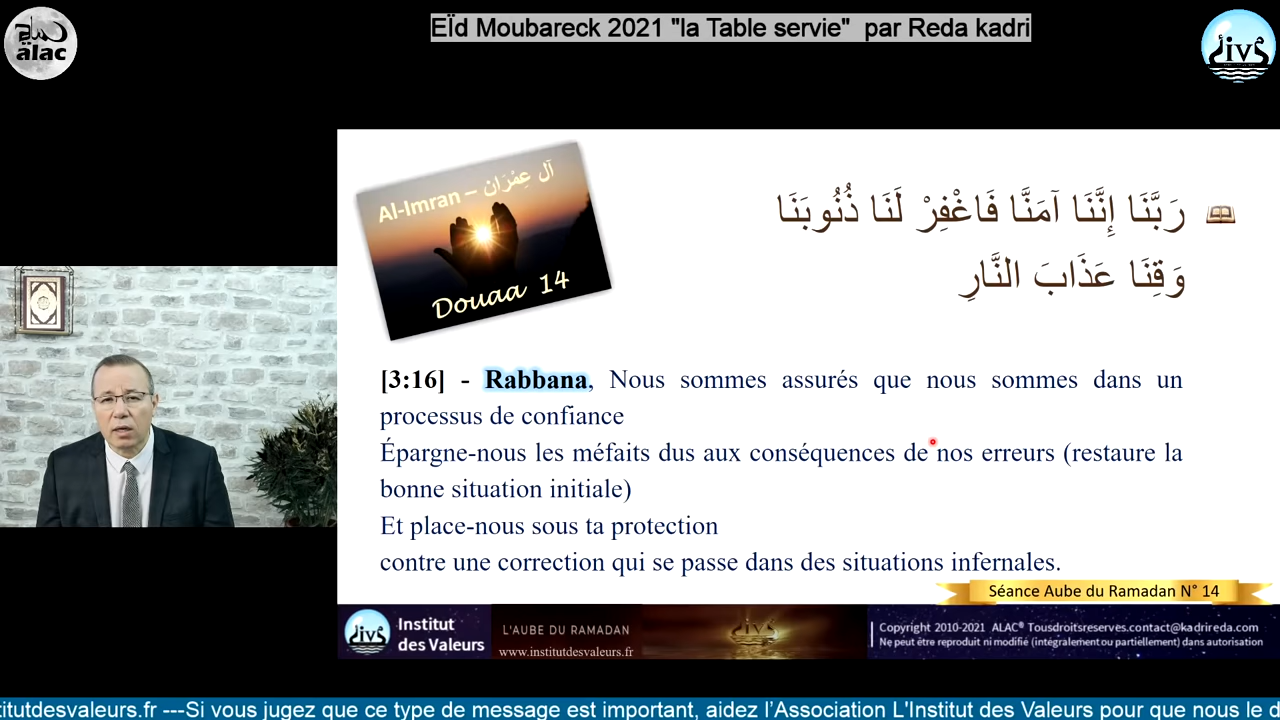 EÏd Moubareck 2021 "la Table servie" par Reda kadri
älac
ivs
Al-Imran – آل عِمْرَان
Douaa 14
رَبَّنَا إِنَّنَا آمَنَّا فَاغْفِرْ لَنَا ذُنُوبَنَا
وَقِنَا عَذَابَ النَّارِ
[3:16] - Rabbana, Nous sommes assurés que nous sommes dans un
processus de confiance
Épargne-nous les méfaits dus aux conséquences de nos erreurs (restaure la
bonne situation initiale)
Et place-nous sous ta protection
contre une correction qui se passe dans des situations infernales.
Séance Aube du Ramadan N° 14
Institut
des Valeurs
L'AUBE DU RAMADAN
www.institutdesvaleurs.fr
Copyright 2010-2021 ALAC® Tousdroitsreserves.contact@kadrireda.com
Ne peut être reproduit ni modifié (intégralement ou partiellement) dans autorisation
titutdesvaleurs.fr ---Si vous jugez que ce type de message est important, aidez l'Association L'Institut des Valeurs pour que nous le d